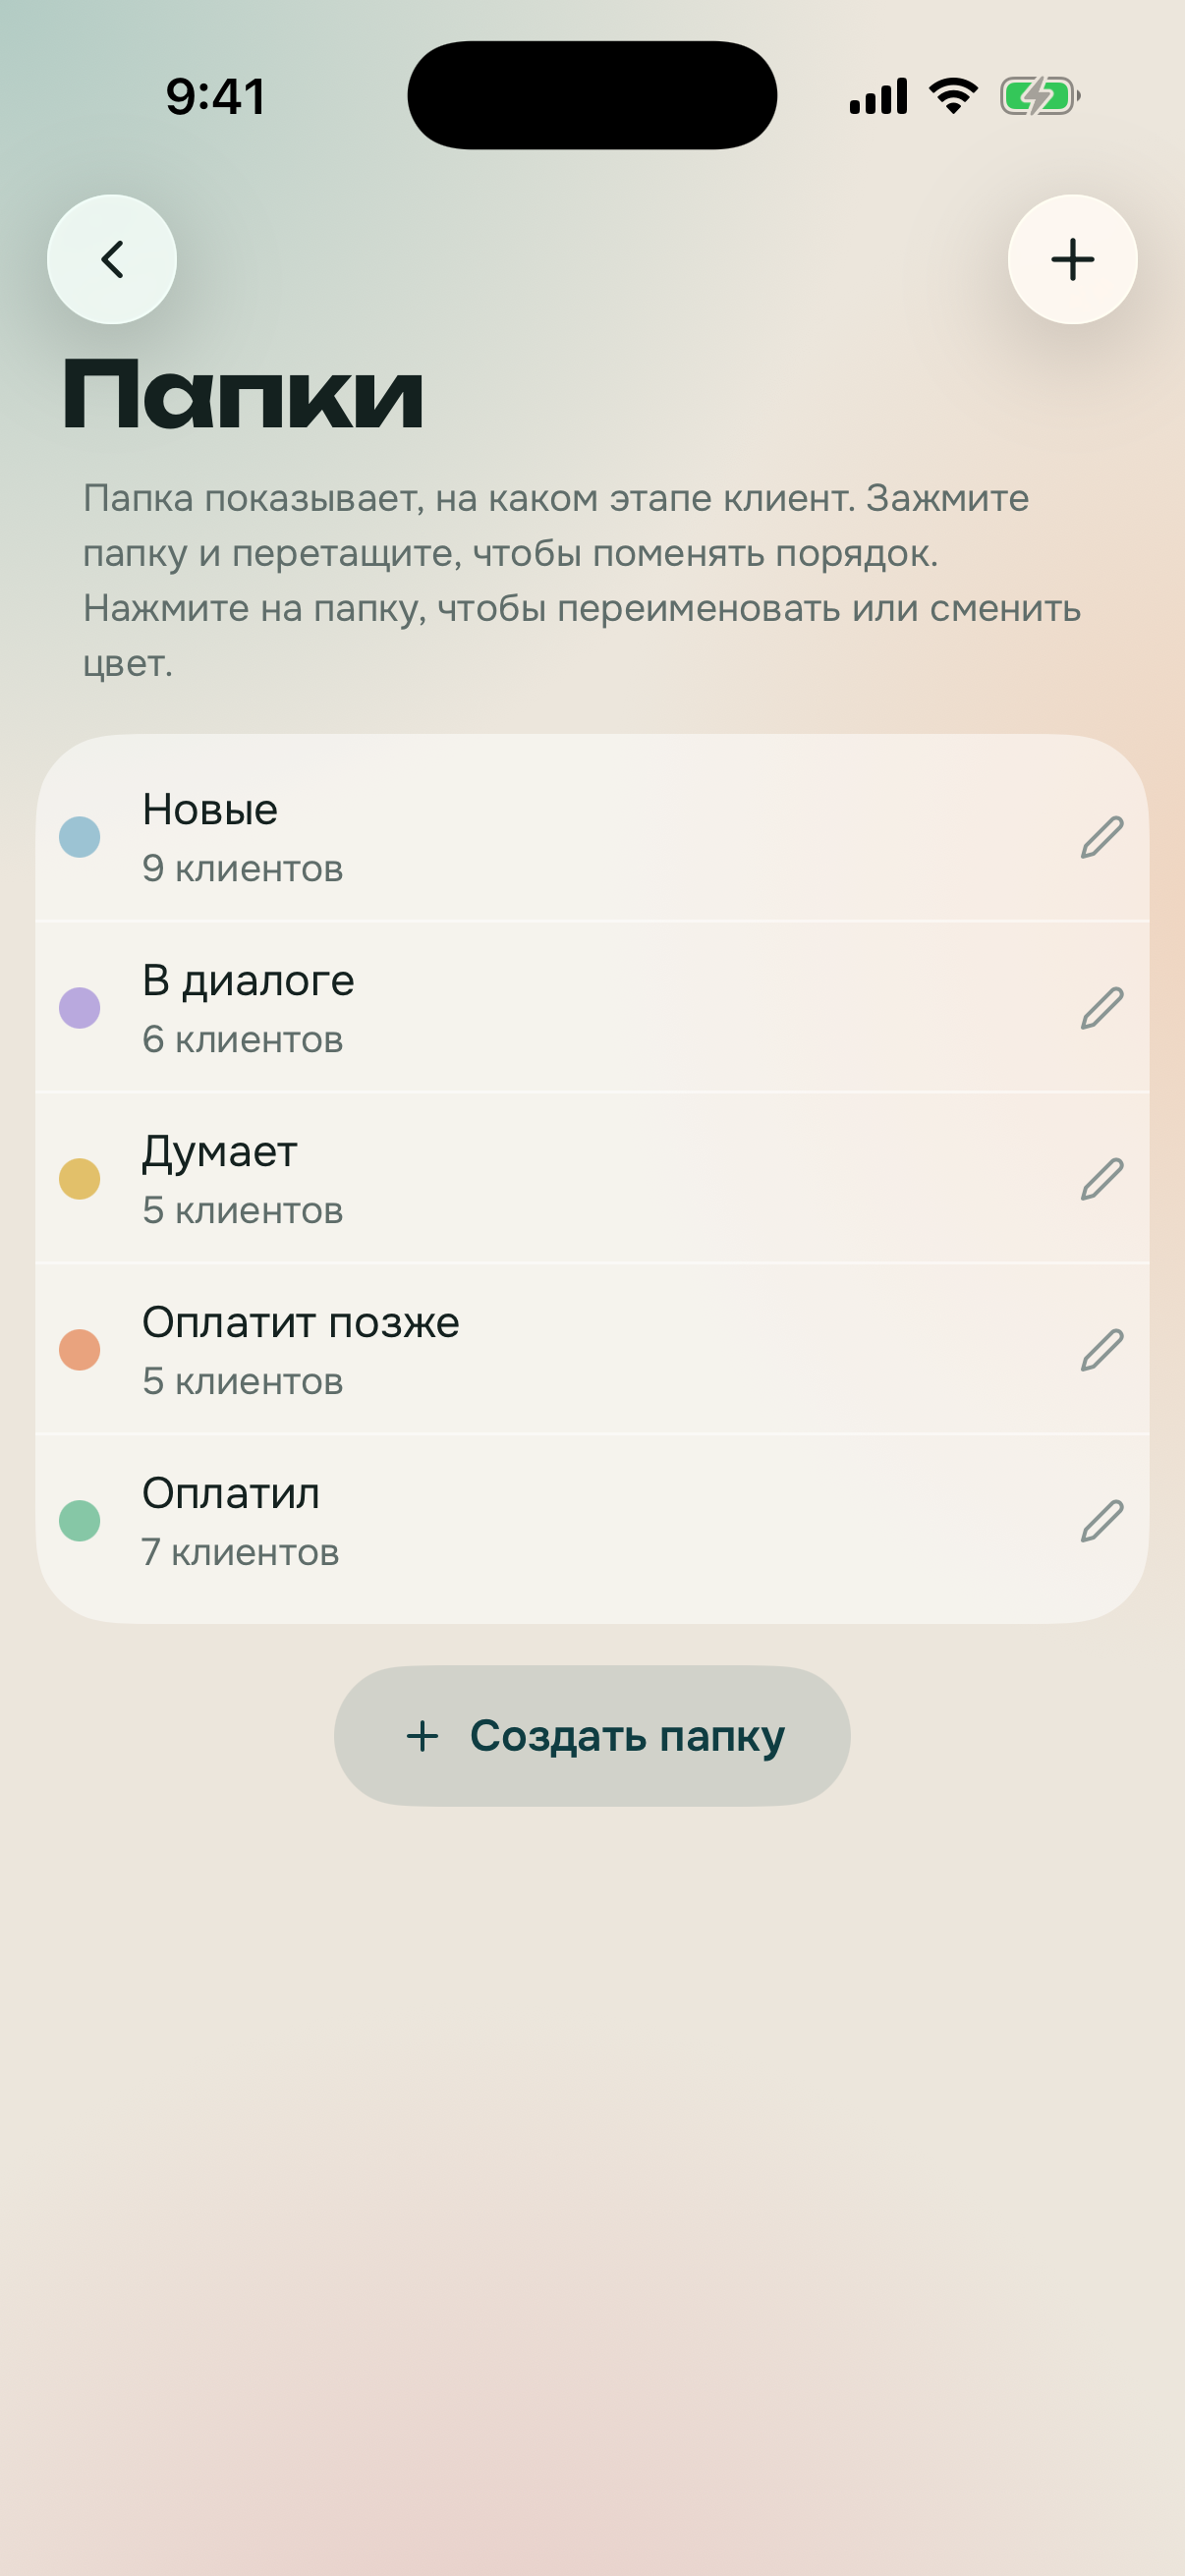 9:41
Папки
Папка показывает, на каком этапе клиент. Зажмите
папку и перетащите, чтобы поменять порядок.
Нажмите на папку, чтобы переименовать или сменить
цвет.
Новые
9 клиентов
В диалоге
6 клиентов
Думает
5 клиентов
Оплатит позже
5 клиентов
Оплатил
7 клиентов
Создать папку